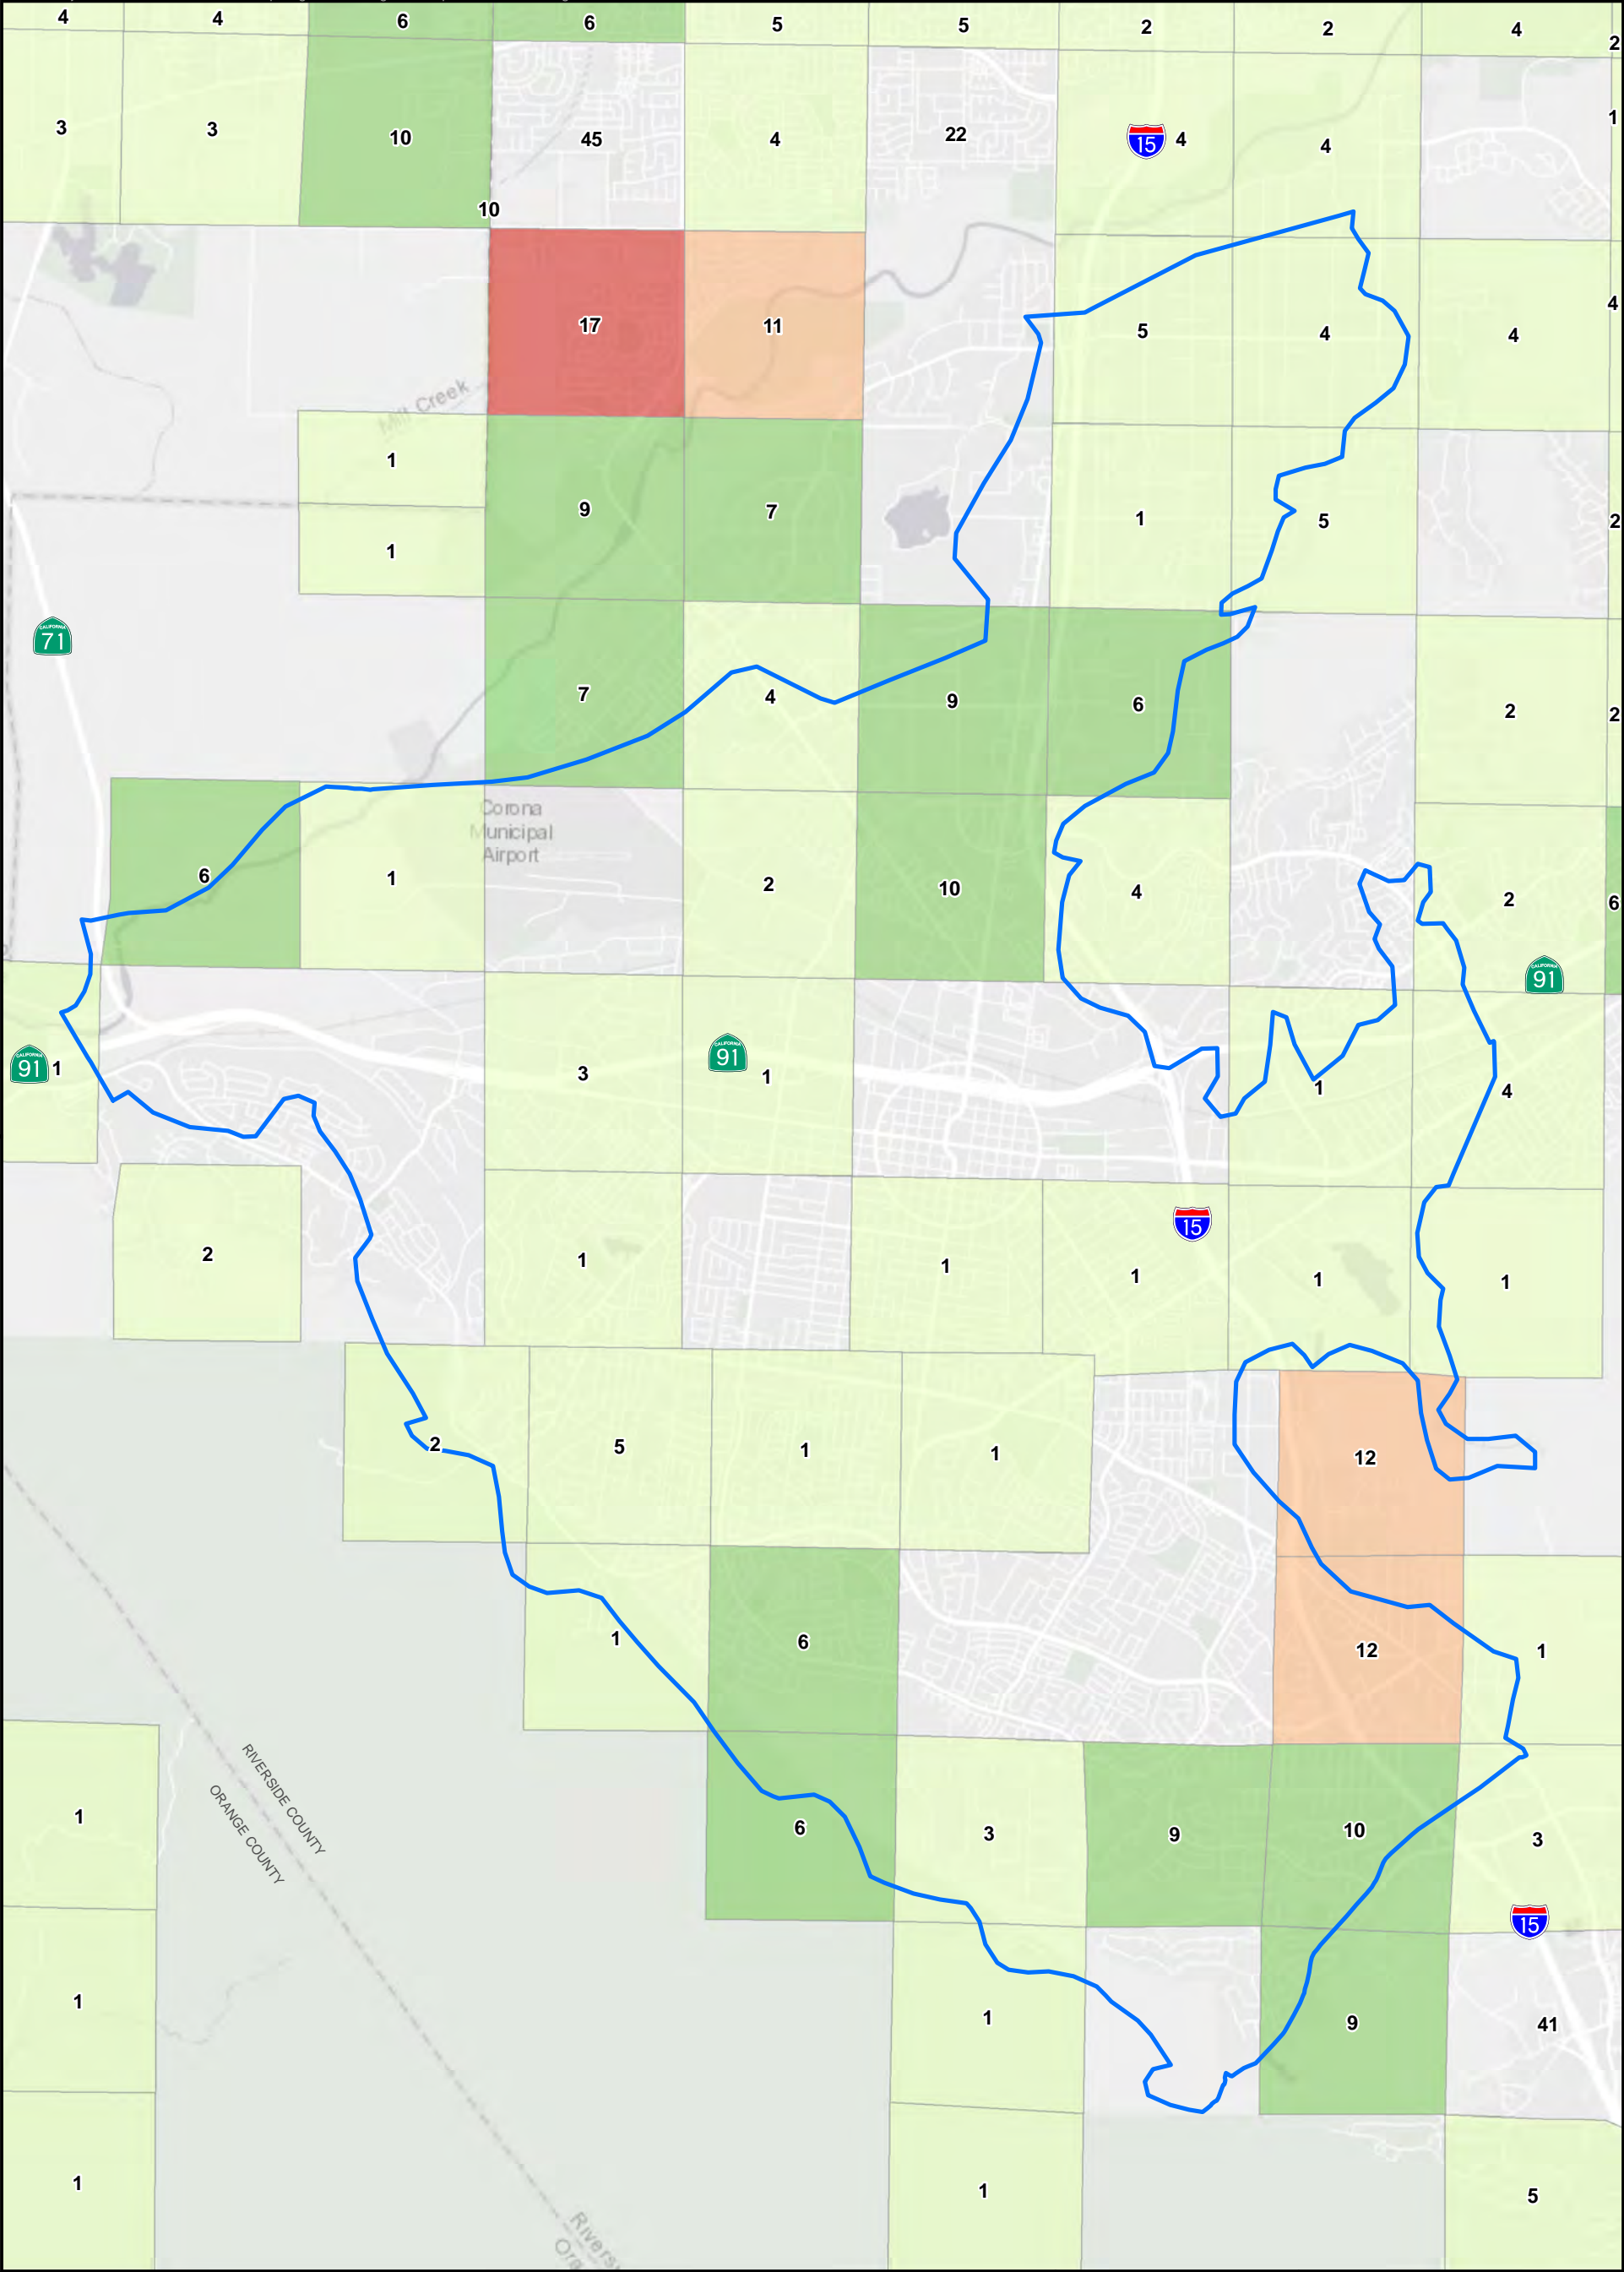 4 4 6 6 5 5 2 2 4 2
3 3 10 45 4 22 15 4 4 1
10
17 11 5 4 4 4
Mill Creek
1 9 7 1 5 2
1
CALIFORNIA
71
7 4 9 6 2 2
Corona
Municipal
Airport
6 1 2 10 4 2 6
CALIFORNIA
91
CALIFORNIA
91
1
3
CALIFORNIA
91
1 1 4
15
2 1 1 1 1 1
2 5 1 1 12
1 6 12 1
RIVERSIDE COUNTY
ORANGE COUNTY
1 6 3 9 10 3
15
1 1 9 41
1 1 5